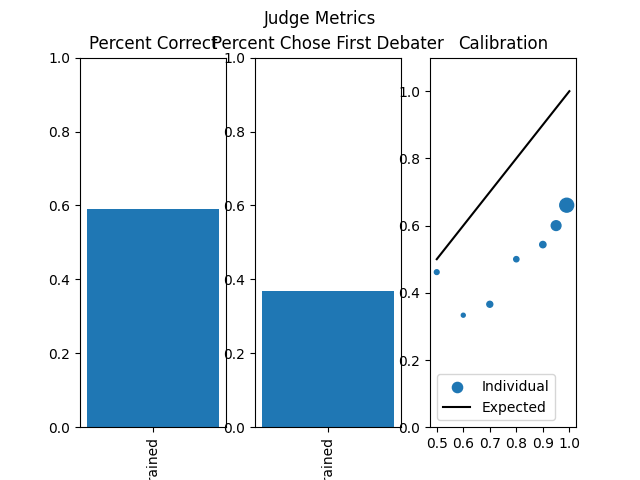 Judge Metrics
Percent Correct
Percent Chose First Debater
Calibration
1.0
0.8
0.6
0.4
0.2
0.0
rained
1.0
0.8
0.6
0.4
0.2
0.0
rained
1.0
0.8
0.6
0.4
0.2
0.0
Individual
Expected
0.5 0.6 0.7 0.8 0.9 1.0